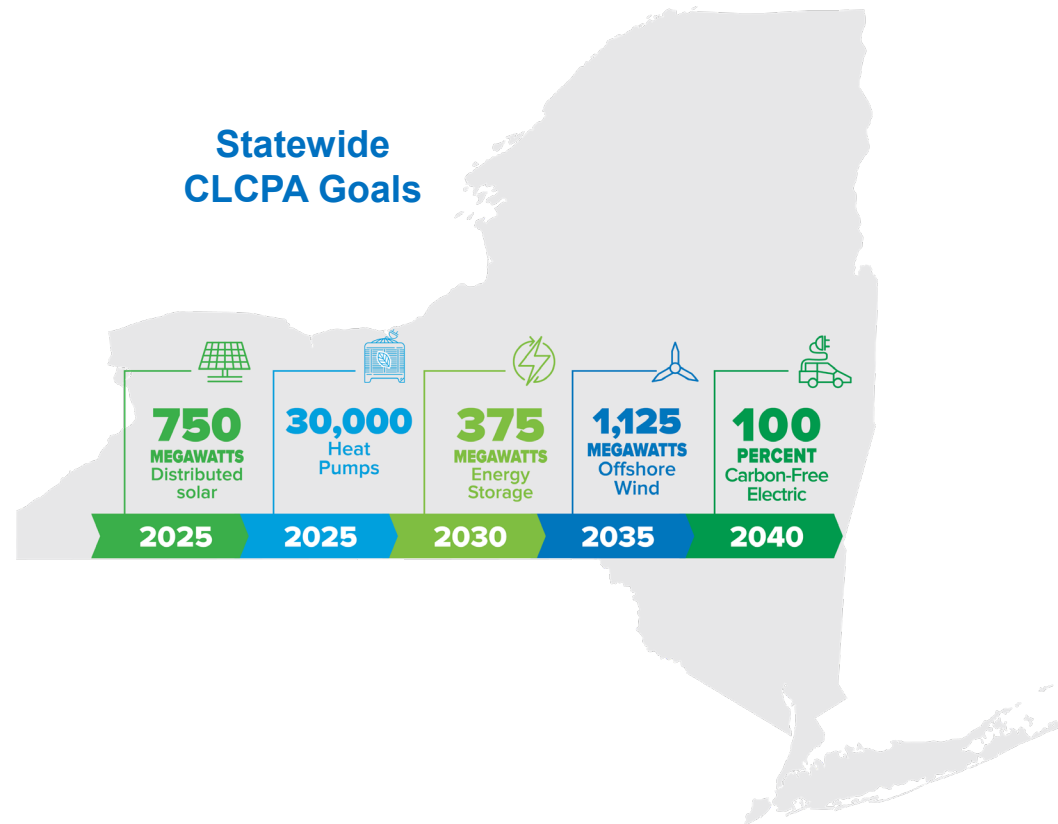 Statewide
CLCPA Goals
750
MEGAWATTS
Distributed
solar
2025
30,000
Heat
Pumps
2025
375
MEGAWATTS
Energy
Storage
2030
1,125
MEGAWATTS
Offshore
Wind
2035
100
PERCENT
Carbon-Free
Electric
2040